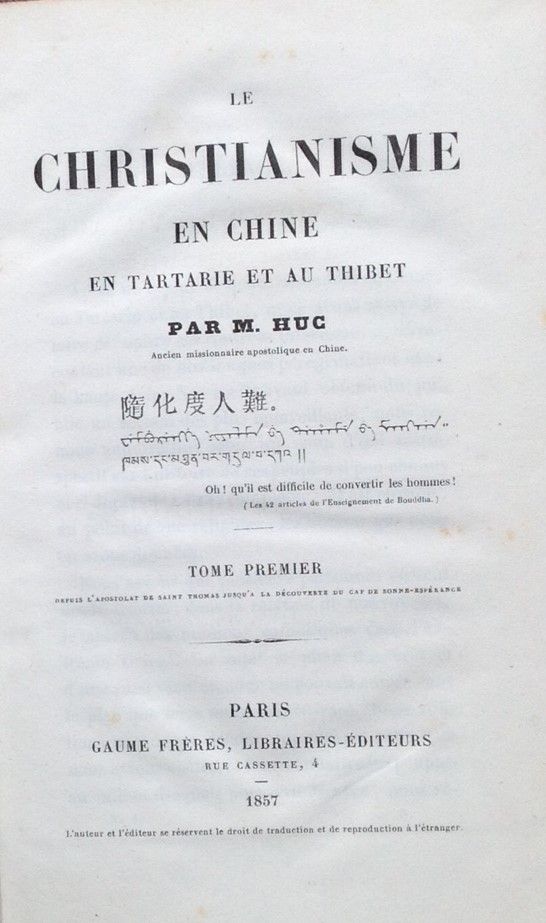 LE
CHRISTIANISME
EN CHINE
EN TARTARIE ET AU THIBET
PAR M. HUC
Ancien missionnaire apostolique en Chine.
隨化度人難。
Oh! qu'il est difficile de convertir les hommes!
(Les 42 articles de l'Enseignement de Bouddha.)
TOME PREMIER
DEPUIS L'APOSTOLAT DE SAINT THOMAS JUSQU'A LA DÉCOUVERTE DU CAP DE BONNE-ESPÉRANCE
PARIS
GAUME FRÈRES, LIBRAIRES-ÉDITEURS
RUE CASSETTE, 4
1857
L'auteur et l'éditeur se réservent le droit de traduction et de reproduction à l'étranger.